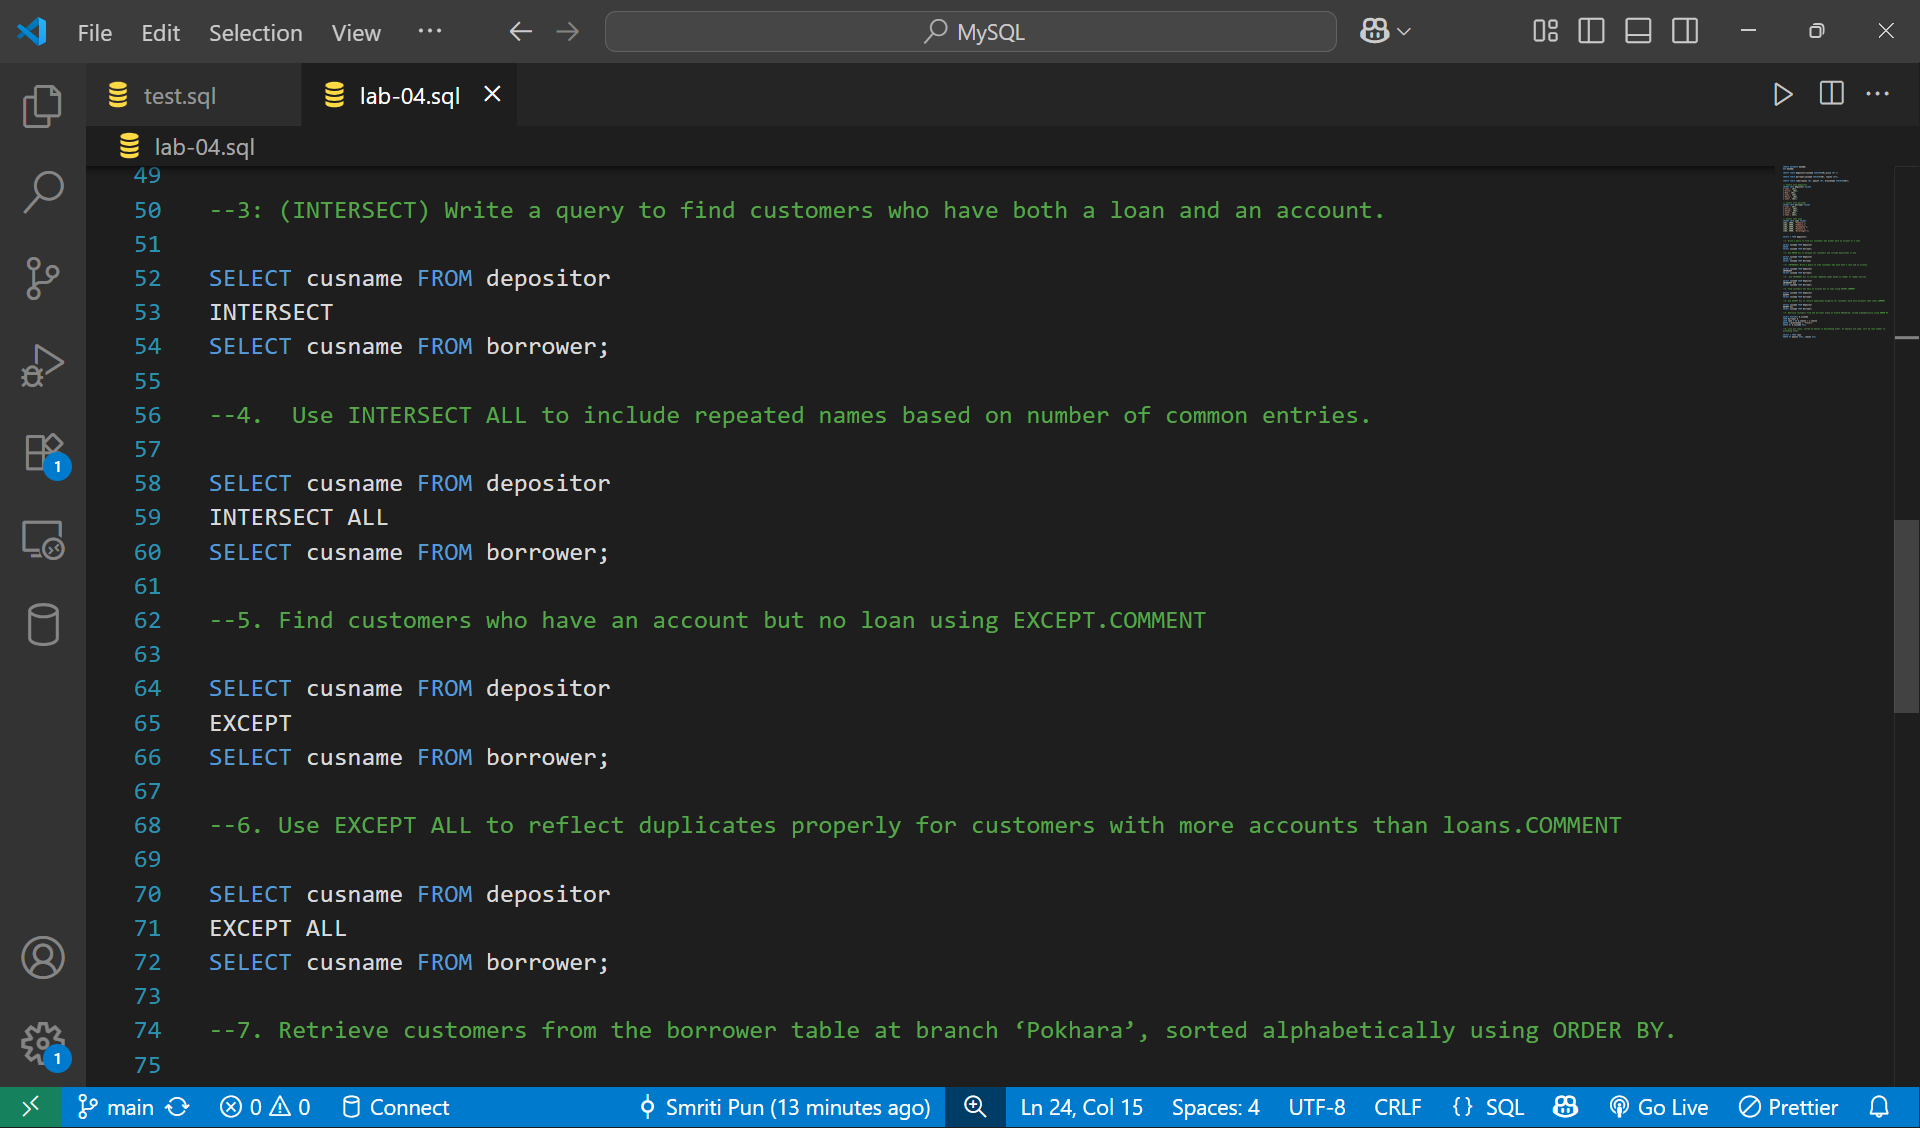 File Edit Selection View ··· MySQL
test.sql lab-04.sql
lab-04.sql
49
50 --3: (INTERSECT) Write a query to find customers who have both a loan and an account.
51
52 SELECT cusname FROM depositor
53 INTERSECT
54 SELECT cusname FROM borrower;
55
56 --4.  Use INTERSECT ALL to include repeated names based on number of common entries.
57
58 SELECT cusname FROM depositor
59 INTERSECT ALL
60 SELECT cusname FROM borrower;
61
62 --5. Find customers who have an account but no loan using EXCEPT.COMMENT
63
64 SELECT cusname FROM depositor
65 EXCEPT
66 SELECT cusname FROM borrower;
67
68 --6. Use EXCEPT ALL to reflect duplicates properly for customers with more accounts than loans.COMMENT
69
70 SELECT cusname FROM depositor
71 EXCEPT ALL
72 SELECT cusname FROM borrower;
73
74 --7. Retrieve customers from the borrower table at branch ‘Pokhara’, sorted alphabetically using ORDER BY.
75
1
1
main 0 0 Connect Smriti Pun (13 minutes ago) Ln 24, Col 15 Spaces: 4 UTF-8 CRLF {} SQL Go Live Prettier